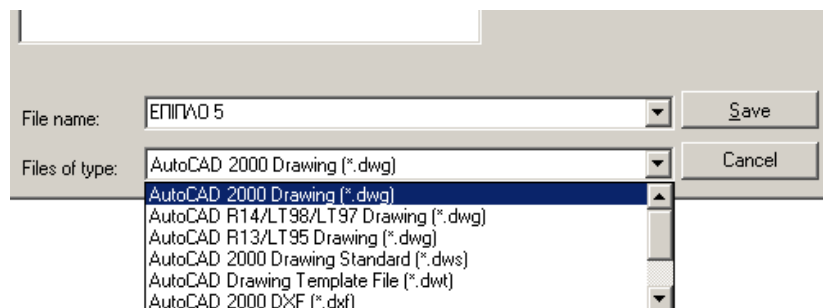 File name:
ΕΠΙΠΛΟ 5
Save
Files of type:
AutoCAD 2000 Drawing (*.dwg)
Cancel
AutoCAD 2000 Drawing (*.dwg)
AutoCAD R14/LT98/LT97 Drawing (*.dwg)
AutoCAD R13/LT95 Drawing (*.dwg)
AutoCAD 2000 Drawing Standard (*.dws)
AutoCAD Drawing Template File (*.dwt)
AutoCAD 2000 DXF (*.dxf)